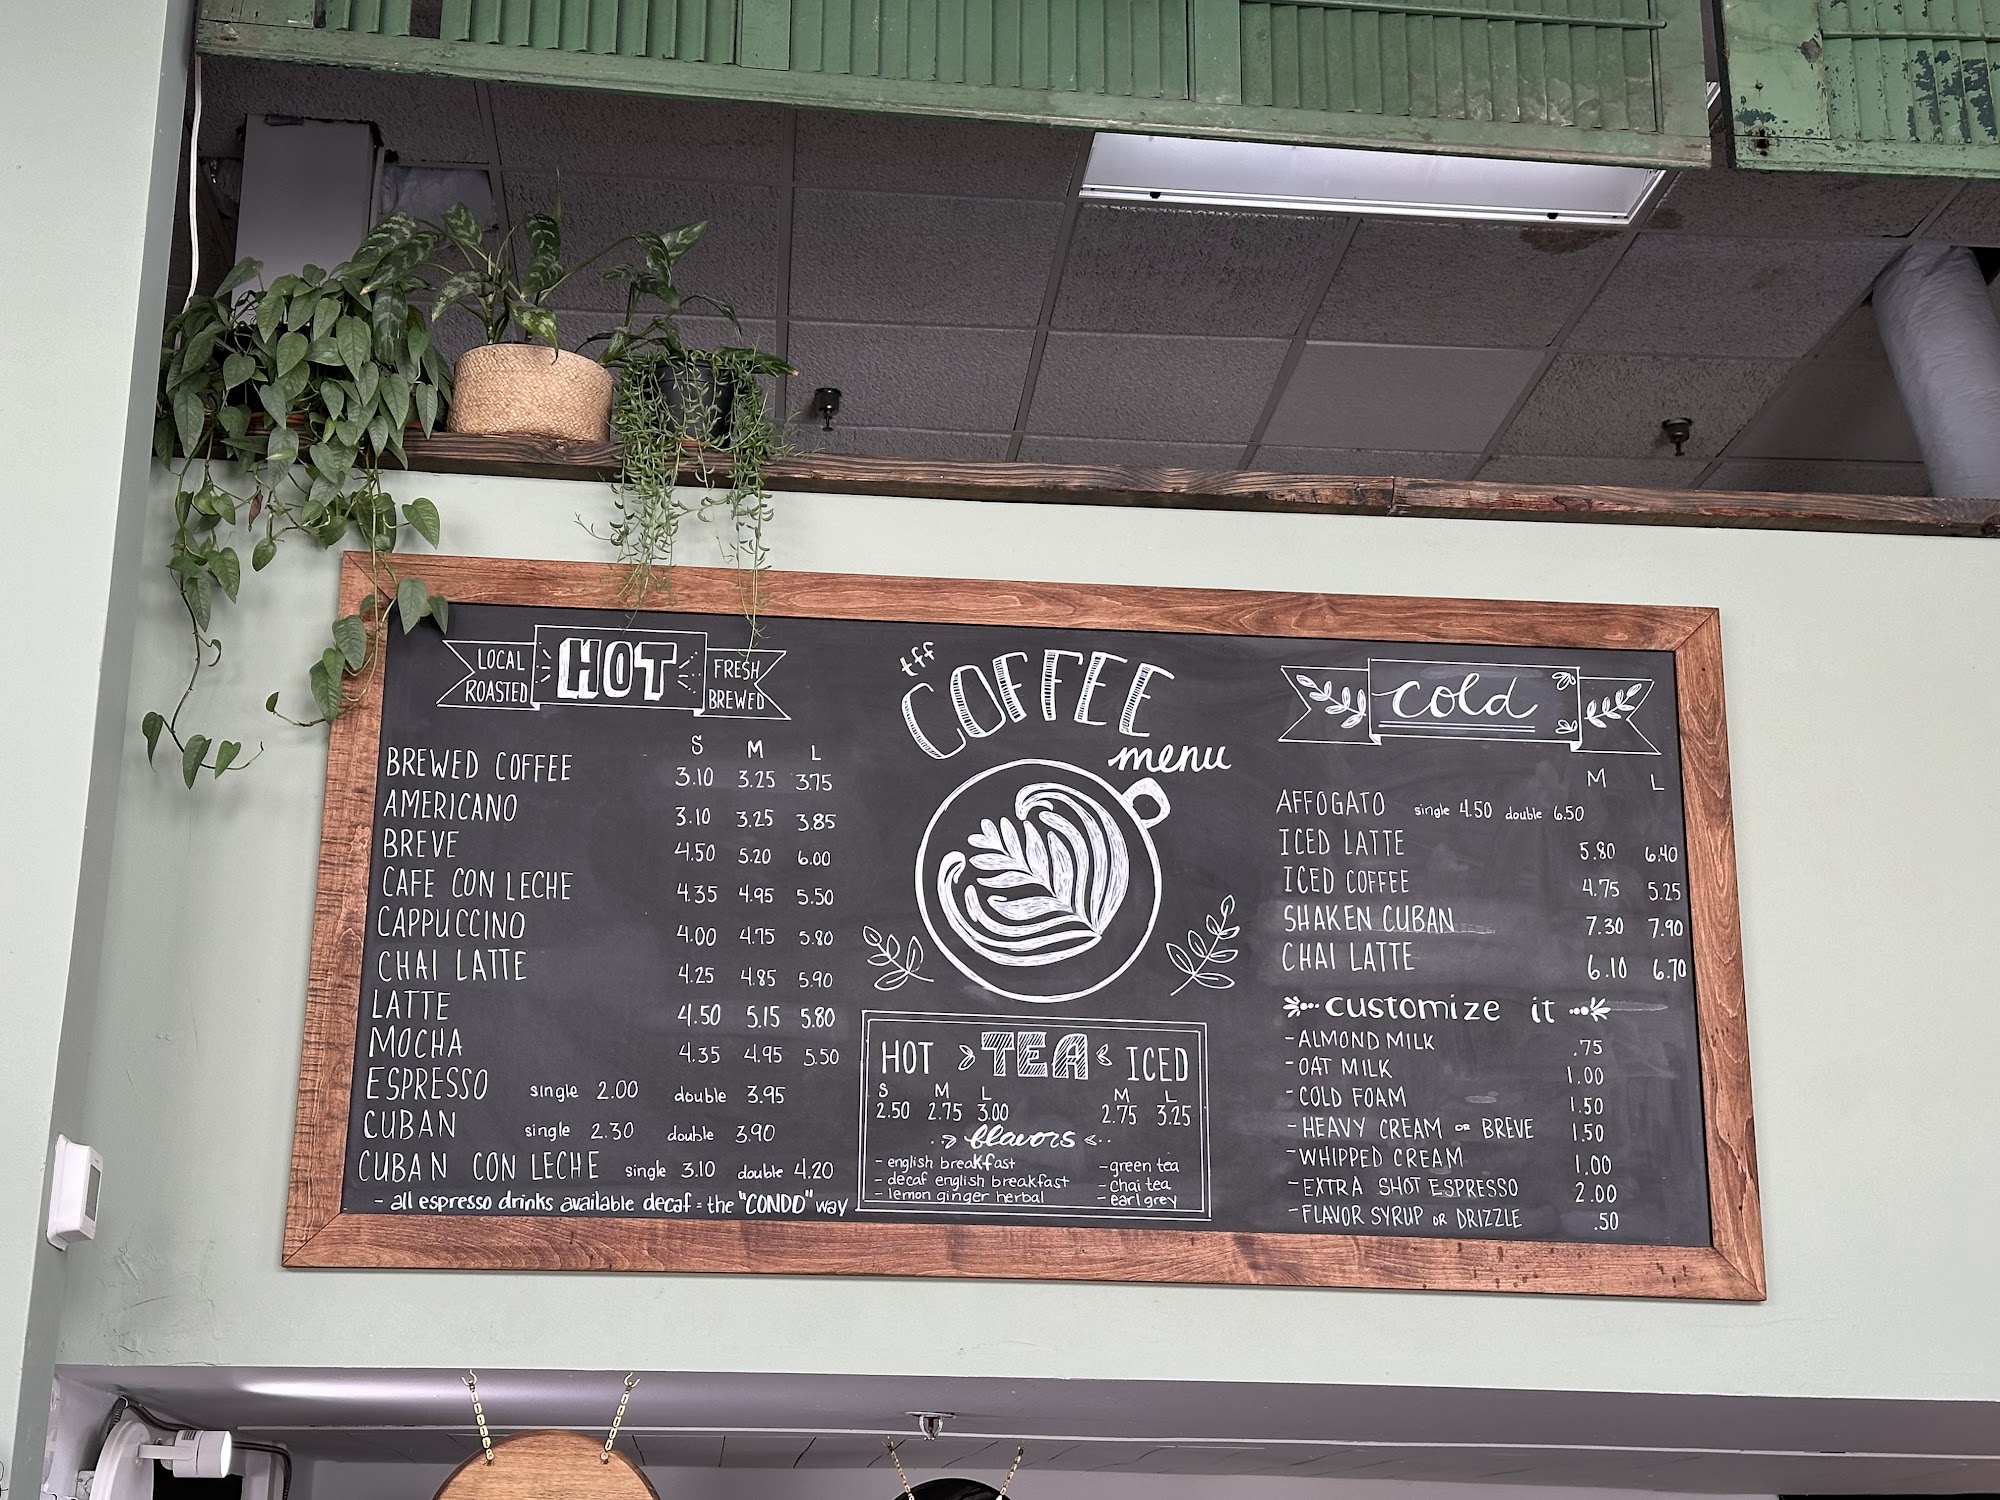 LOCAL ROASTED HOT FRESH BREWED
S M L
BREWED COFFEE 3.10 3.25 3.75
AMERICANO 3.10 3.25 3.85
BREVE 4.50 5.20 6.00
CAFE CON LECHE 4.35 4.95 5.50
CAPPUCCINO 4.00 4.75 5.80
CHAI LATTE 4.25 4.85 5.90
LATTE 4.50 5.15 5.80
MOCHA 4.35 4.95 5.50
ESPRESSO single 2.00 double 3.95
CUBAN single 2.30 double 3.90
CUBAN CON LECHE single 3.10 double 4.20
- all espresso drinks available decaf : the "CONDD" way
tff
COFFEE
menu
HOT TEA ICED
S M L M L
2.50 2.75 3.00 2.75 3.25
flavors
- english breakfast - green tea
- decaf english breakfast - chai tea
- lemon ginger herbal - earl grey
cold
M L
AFFOGATO single 4.50 double 6.50
ICED LATTE 5.80 6.40
ICED COFFEE 4.75 5.25
SHAKEN CUBAN 7.30 7.90
CHAI LATTE 6.10 6.70
customize it
- ALMOND MILK .75
- OAT MILK 1.00
- COLD FOAM 1.50
- HEAVY CREAM OR BREVE 1.50
- WHIPPED CREAM 1.00
- EXTRA SHOT ESPRESSO 2.00
- FLAVOR SYRUP OR DRIZZLE .50